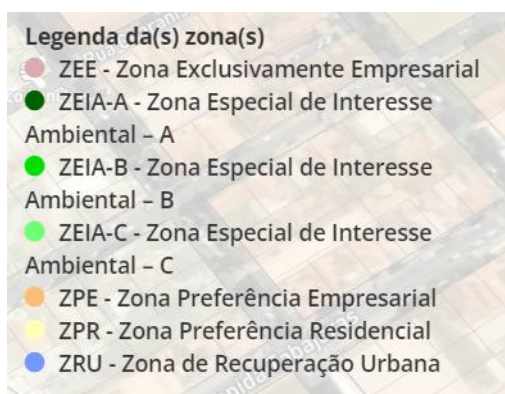 Legenda da(s) zona(s)
ZEE - Zona Exclusivamente Empresarial
ZEIA-A - Zona Especial de Interesse
Ambiental – A
ZEIA-B - Zona Especial de Interesse
Ambiental – B
ZEIA-C - Zona Especial de Interesse
Ambiental – C
ZPE - Zona Preferência Empresarial
ZPR - Zona Preferência Residencial
ZRU - Zona de Recuperação Urbana